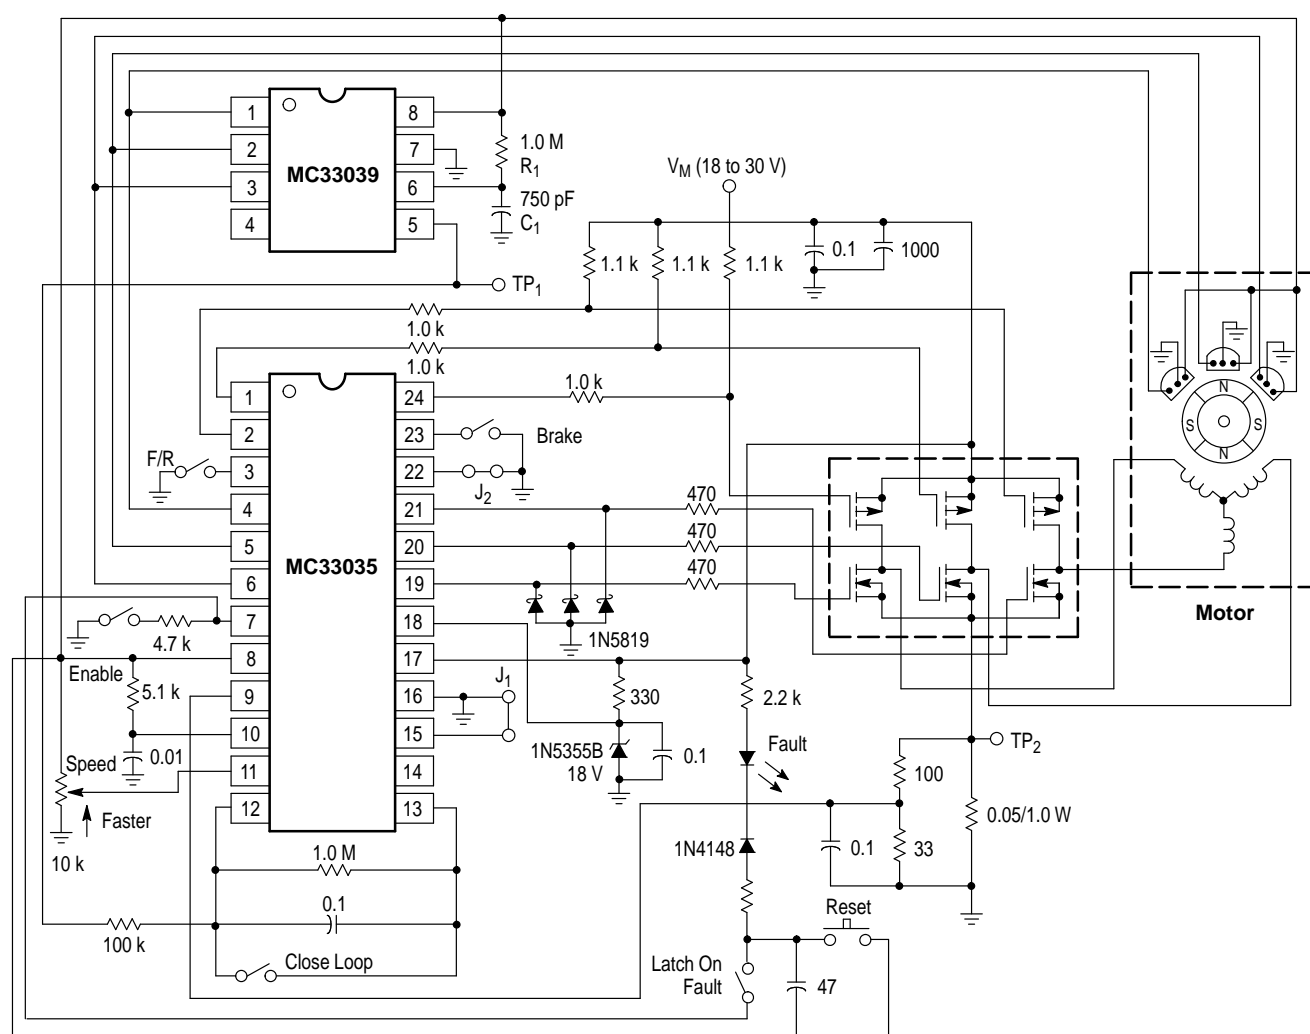 1
2
3
4
MC33039
8
7
6
5
1.0 M
R1
750 pF
C1
VM (18 to 30 V)
TP1
1.1 k
1.1 k
1.1 k
0.1
1000
1.0 k
1.0 k
1.0 k
1
2
3
4
5
6
7
8
9
10
11
12
MC33035
24
23
22
21
20
19
18
17
16
15
14
13
Brake
F/R
J2
470
470
470
N
S
S
N
Motor
4.7 k
Enable
5.1 k
1N5819
J1
330
2.2 k
Speed
0.01
1N5355B
18 V
0.1
Fault
TP2
100
Faster
10 k
1.0 M
1N4148
0.1
33
0.05/1.0 W
0.1
100 k
Close Loop
Latch On
Fault
Reset
47